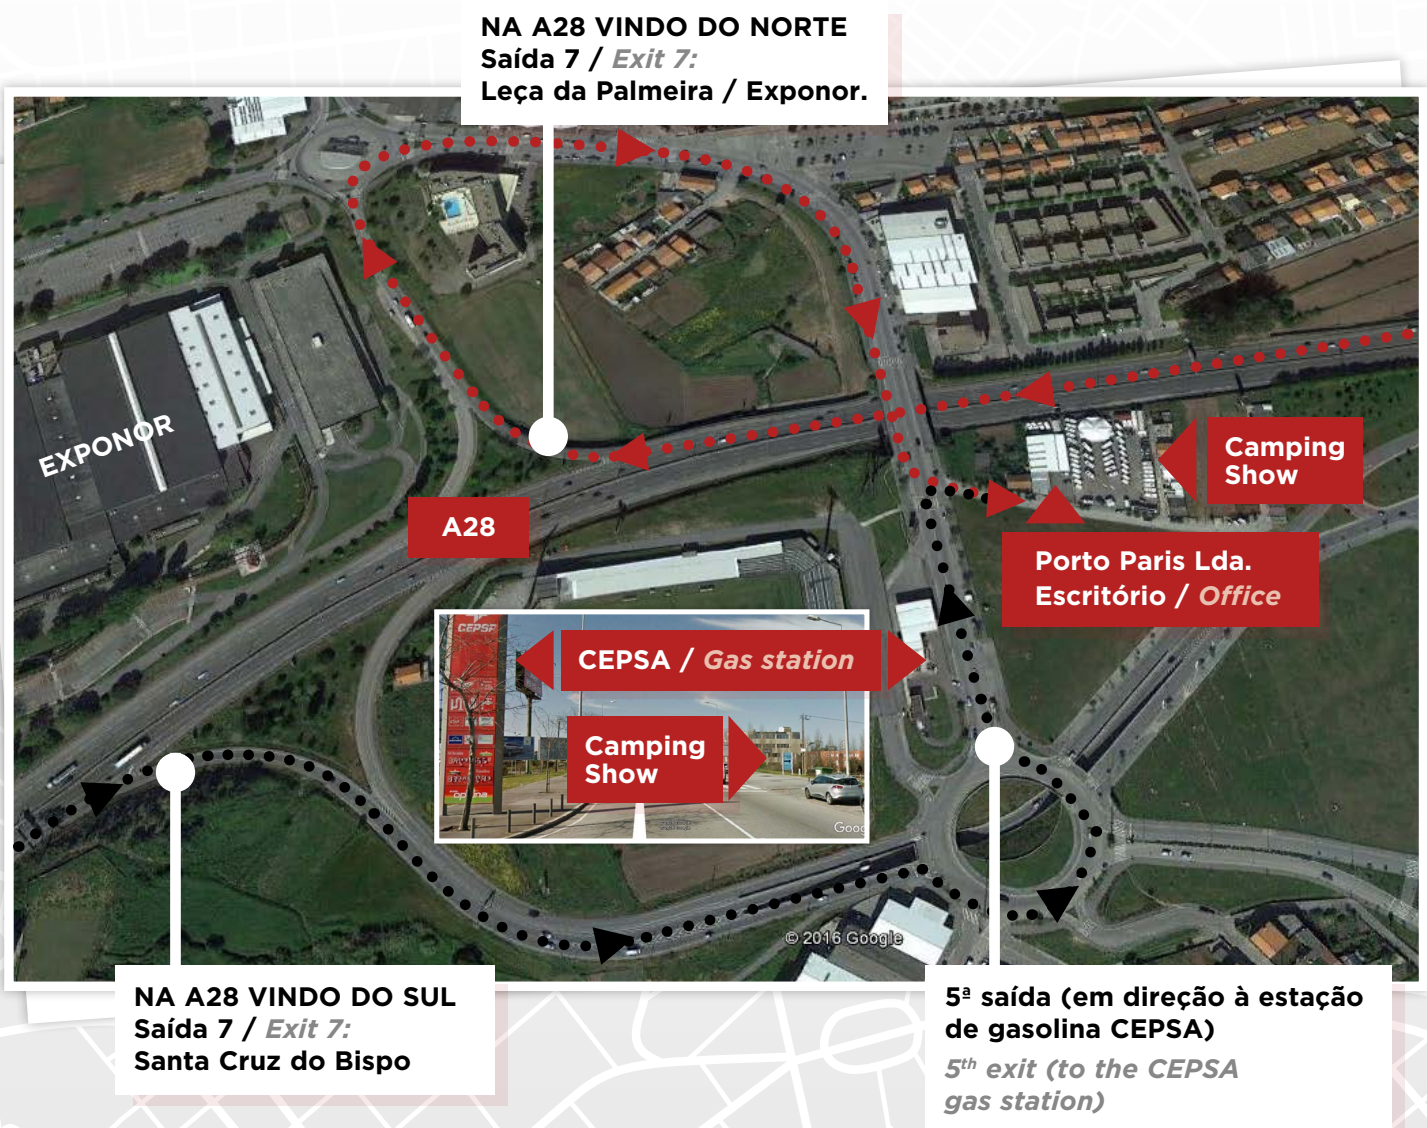 NA A28 VINDO DO NORTE
Saída 7 / Exit 7:
Leça da Palmeira / Exponor.
EXPONOR
A28
Camping
Show
Porto Paris Lda.
Escritório / Office
CEPSA
CEPSA / Gas station
Camping
Show
optima
Goog
© 2016 Google
NA A28 VINDO DO SUL
Saída 7 / Exit 7:
Santa Cruz do Bispo
5ª saída (em direção à estação
de gasolina CEPSA)
5th exit (to the CEPSA
gas station)